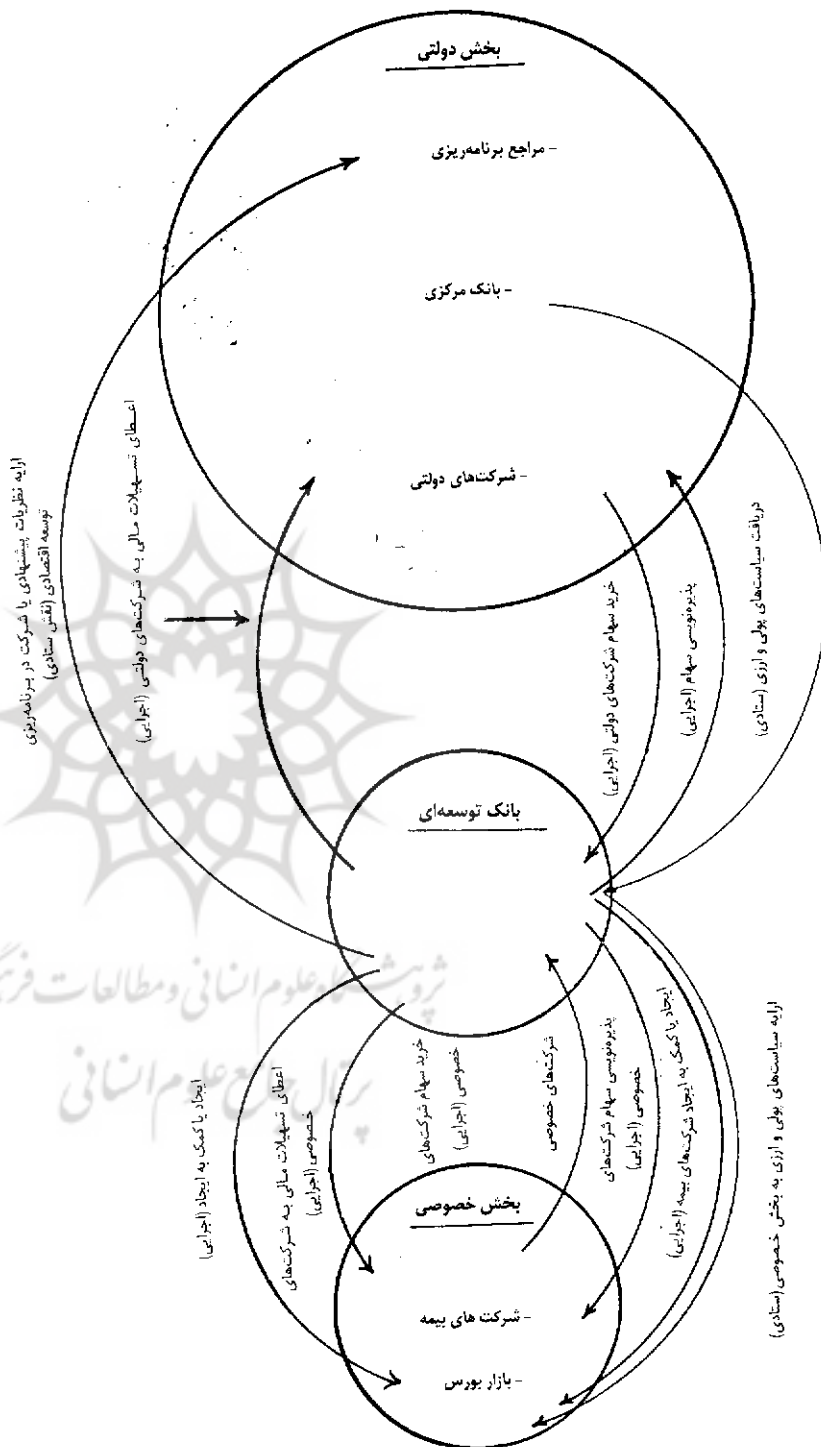 بخش دولتی
- مراجع برنامه‌ریزی
- بانک مرکزی
- شرکت‌های دولتی
ارایه نظریات پیشنهادی یا شرکت در برنامه‌ریزی
توسعه اقتصادی (نقش ستادی)
اعطای تسهیلات مالی به شرکت‌های دولتی (اجرایی)
خرید سهام شرکت‌های دولتی (اجرایی)
پذیره‌نویسی سهام (اجرایی)
دریافت سیاست‌های پولی و ارزی (ستادی)
بانک توسعه‌ای
ایجاد یا کمک به ایجاد (اجرایی)
اعطای تسهیلات مالی به شرکت‌های
خصوصی (اجرایی)
خرید سهام شرکت‌های
خصوصی (اجرایی)
شرکت‌های خصوصی
پذیره‌نویسی سهام شرکت‌های
خصوصی (اجرایی)
ایجاد یا کمک به ایجاد شرکت‌های بیمه (اجرایی)
ارایه سیاست‌های پولی و ارزی به بخش خصوصی (ستادی)
بخش خصوصی
- شرکت های بیمه
- بازار بورس
پژوهشگاه علوم انسانی و مطالعات فرهنگی
پرتال جامع علوم انسانی